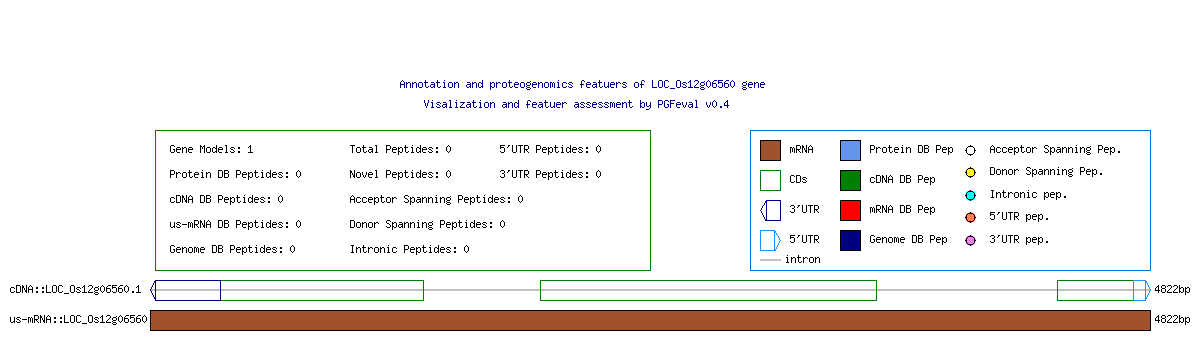 Annotation and proteogenomics featuers of LOC_Os12g06560 gene
Visalization and featuer assessment by PGFeval v0.4
Gene Models: 1 Total Peptides: 0 5'UTR Peptides: 0
Protein DB Peptides: 0 Novel Peptides: 0 3'UTR Peptides: 0
cDNA DB Peptides: 0 Acceptor Spanning Peptides: 0
us-mRNA DB Peptides: 0 Donor Spanning Peptides: 0
Genome DB Peptides: 0 Intronic Peptides: 0
mRNA Protein DB Pep Acceptor Spanning Pep.
CDs cDNA DB Pep Donor Spanning Pep.
3'UTR mRNA DB Pep Intronic pep.
5'UTR Genome DB Pep 5'UTR pep.
intron 3'UTR pep.
cDNA::LOC_Os12g06560.1 4822bp
us-mRNA::LOC_Os12g06560 4822bp